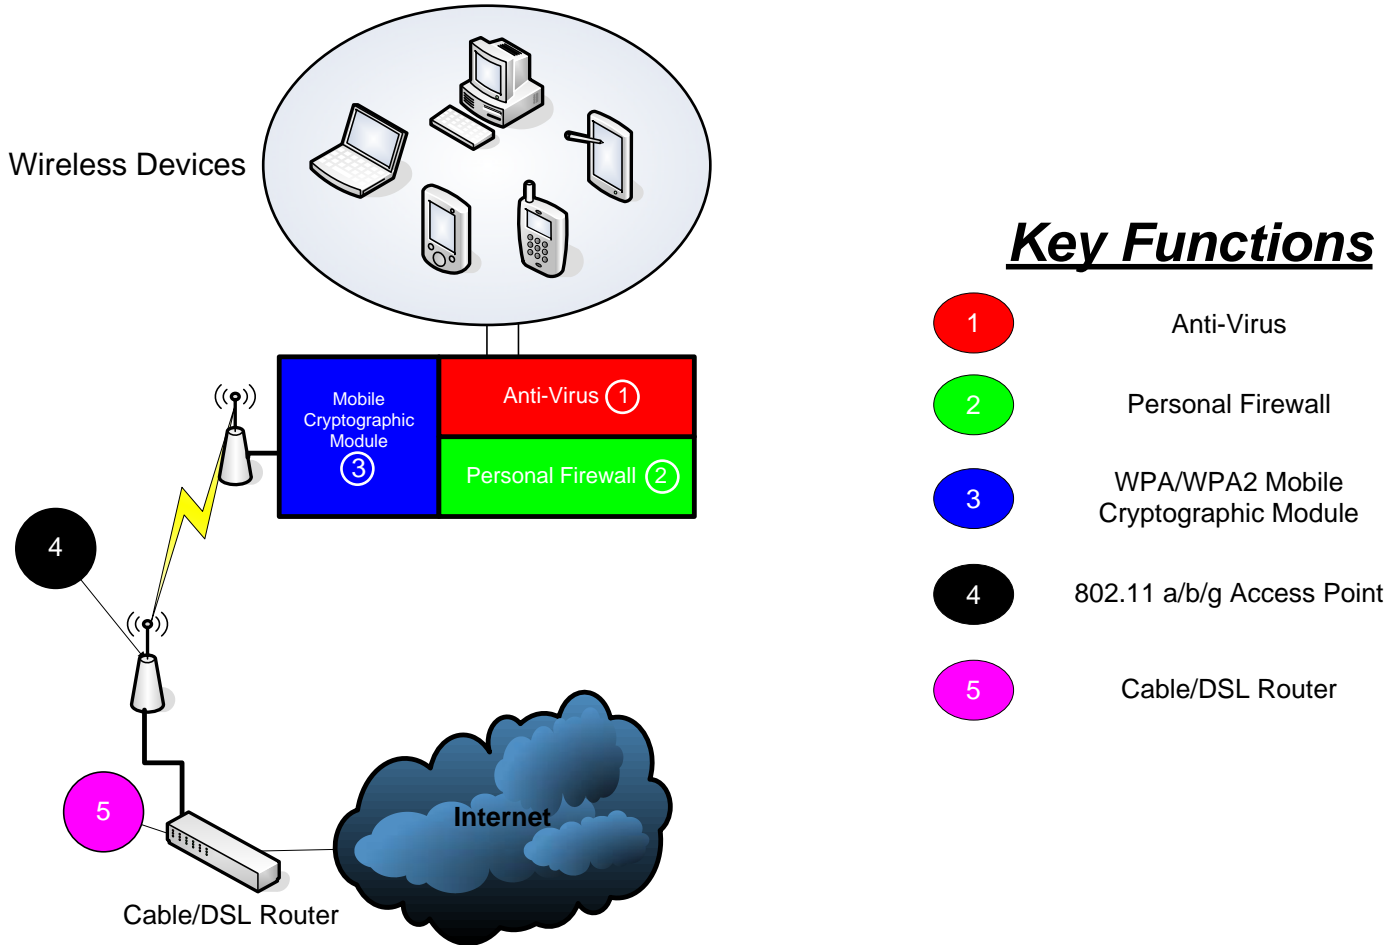 Wireless Devices
Key Functions
1 Anti-Virus
2 Personal Firewall
3 WPA/WPA2 Mobile
Cryptographic Module
4 802.11 a/b/g Access Point
5 Cable/DSL Router
Mobile
Cryptographic
Module
3
Anti-Virus 1
Personal Firewall 2
4
5
Internet
Cable/DSL Router